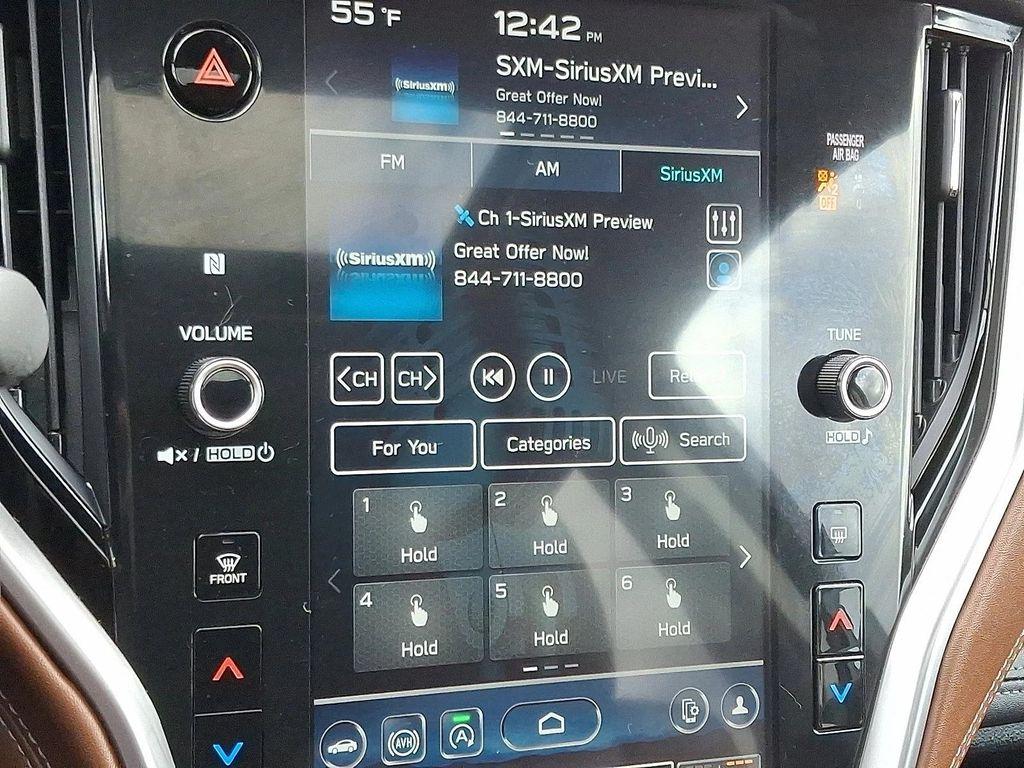 55 °F
12:42 PM
SXM-SiriusXM Previ...
((SiriusXM))
Great Offer Now!
844-711-8800
PASSENGER
AIR BAG
FM
AM
SiriusXM
OFF
Ch 1-SiriusXM Preview
Great Offer Now!
((SiriusXM))
844-711-8800
N
VOLUME
TUNE
<CH
CH>
LIVE
HOLD
/ HOLD
For You
Categories
Search
1
2
3
Hold
Hold
Hold
FRONT
4
5
6
Hold
Hold
Hold
AVH
A